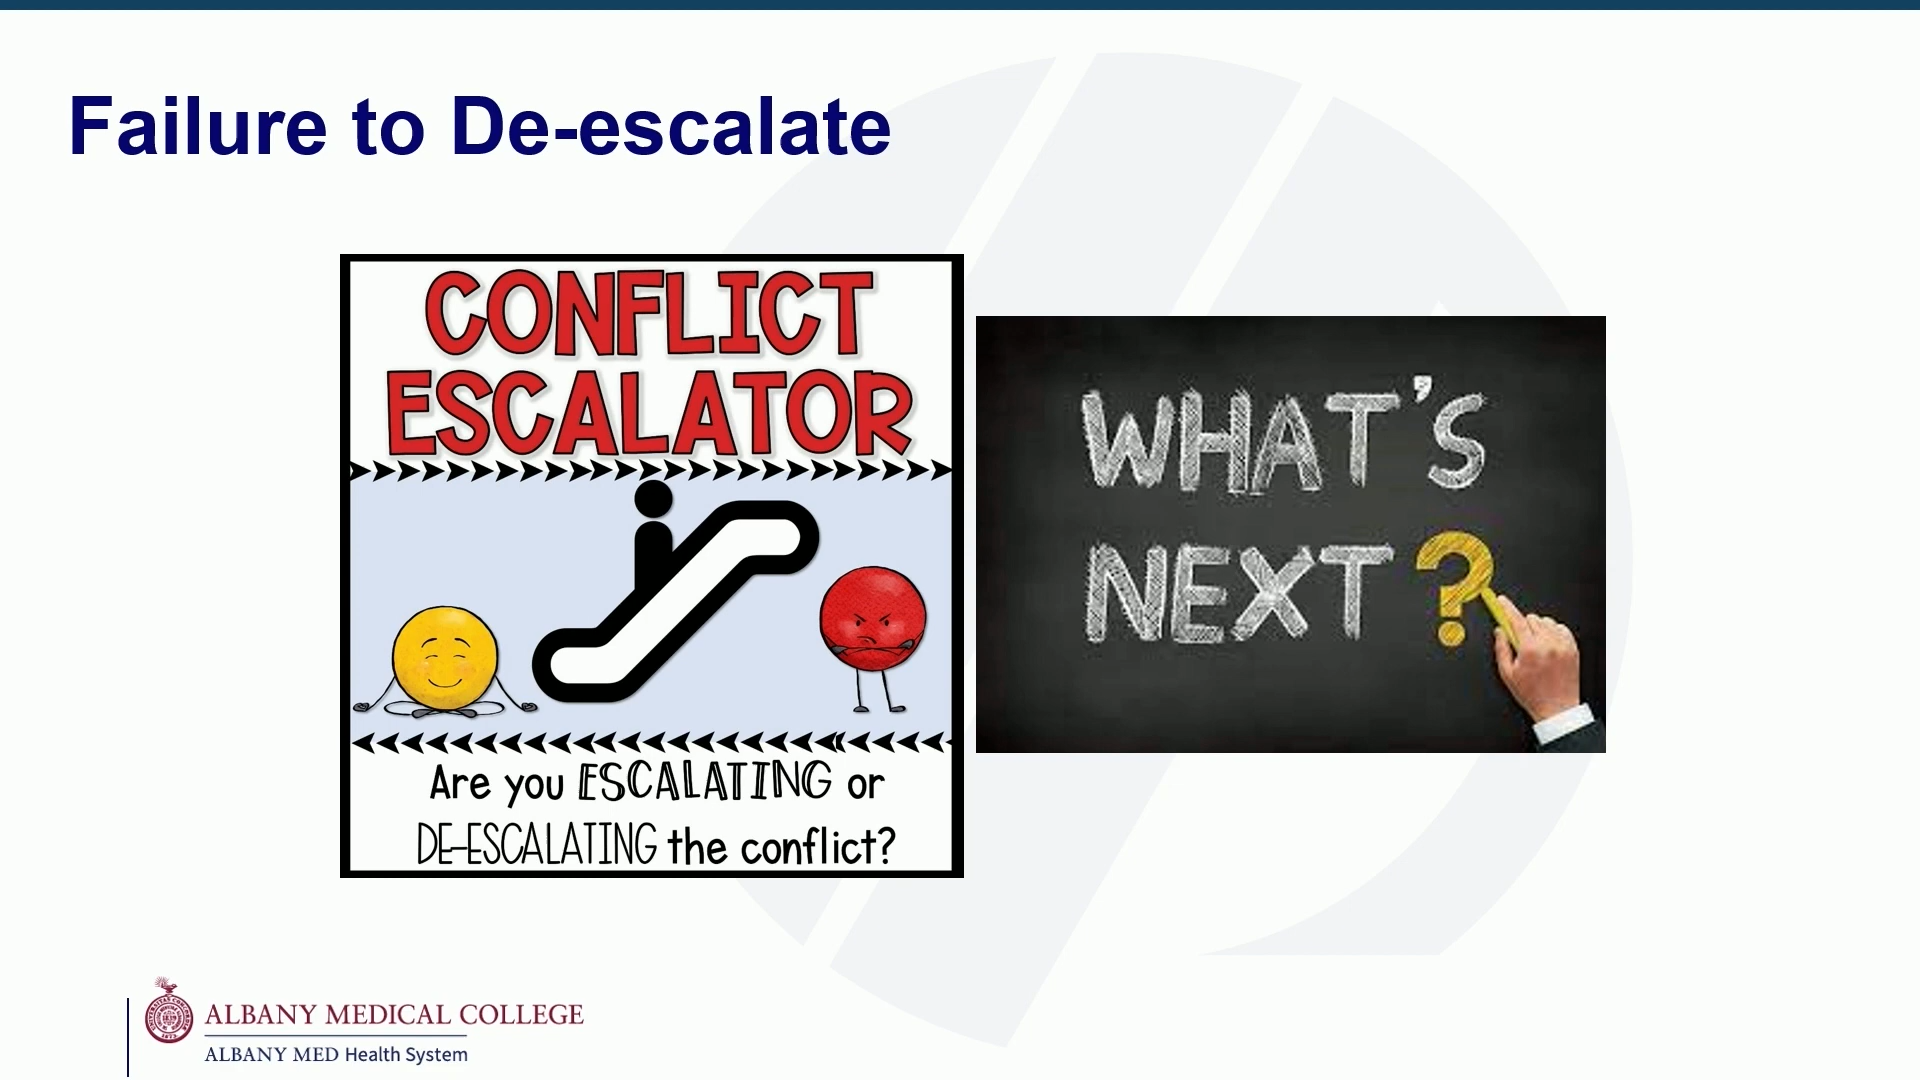 Failure to De-escalate
CONFLICT
ESCALATOR
Are you ESCALATING or
DE-ESCALATING the conflict?
WHAT'S
NEXT?
ALBANY MEDICAL COLLEGE
ALBANY MED Health System